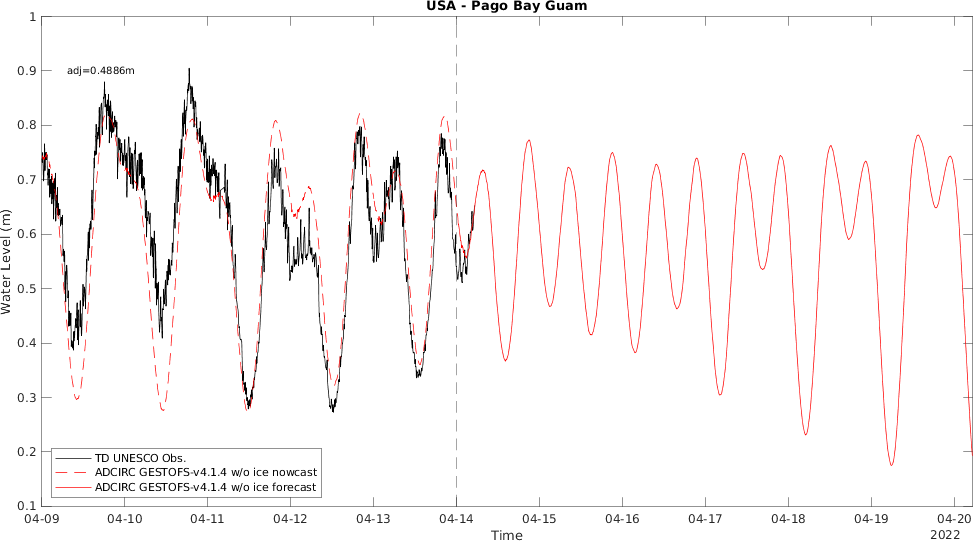 USA - Pago Bay Guam
1
0.9
0.8
0.7
0.6
0.5
0.4
0.3
0.2
0.1
Water Level (m)
adj=0.4886m
TD UNESCO Obs.
ADCIRC GESTOFS-v4.1.4 w/o ice nowcast
ADCIRC GESTOFS-v4.1.4 w/o ice forecast
04-09 04-10 04-11 04-12 04-13 04-14 04-15 04-16 04-17 04-18 04-19 04-20
Time
2022